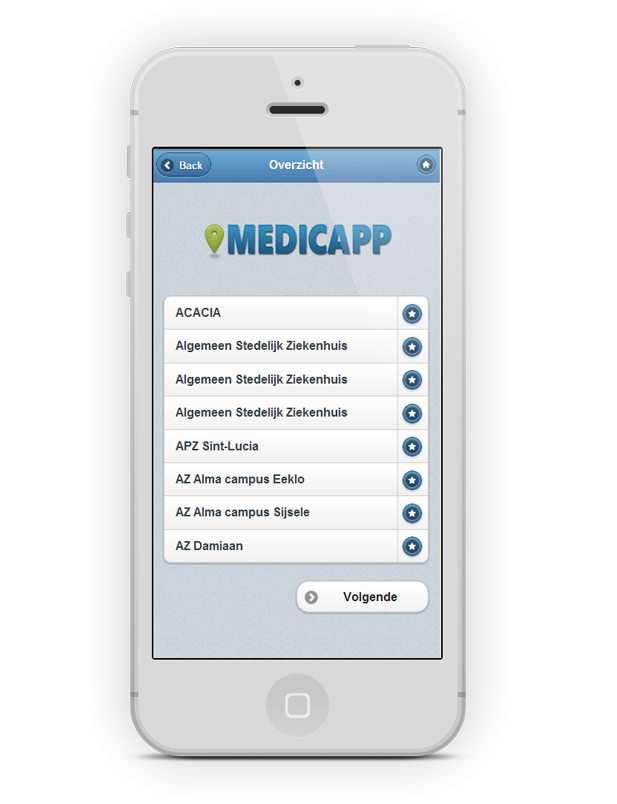 Back
Overzicht
MEDICAPP
ACACIA
Algemeen Stedelijk Ziekenhuis
Algemeen Stedelijk Ziekenhuis
Algemeen Stedelijk Ziekenhuis
APZ Sint-Lucia
AZ Alma campus Eeklo
AZ Alma campus Sijsele
AZ Damiaan
Volgende